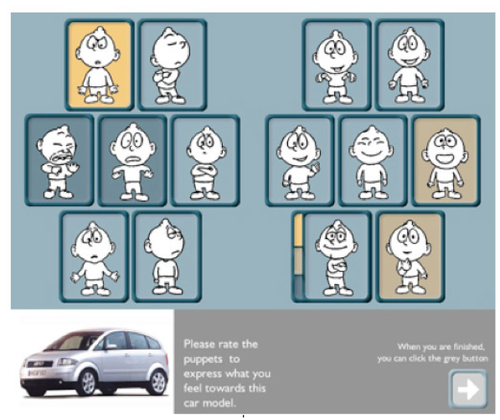 Please rate the
puppets to
express what you
feel towards this
car model.
When you are finished,
you can click the grey button